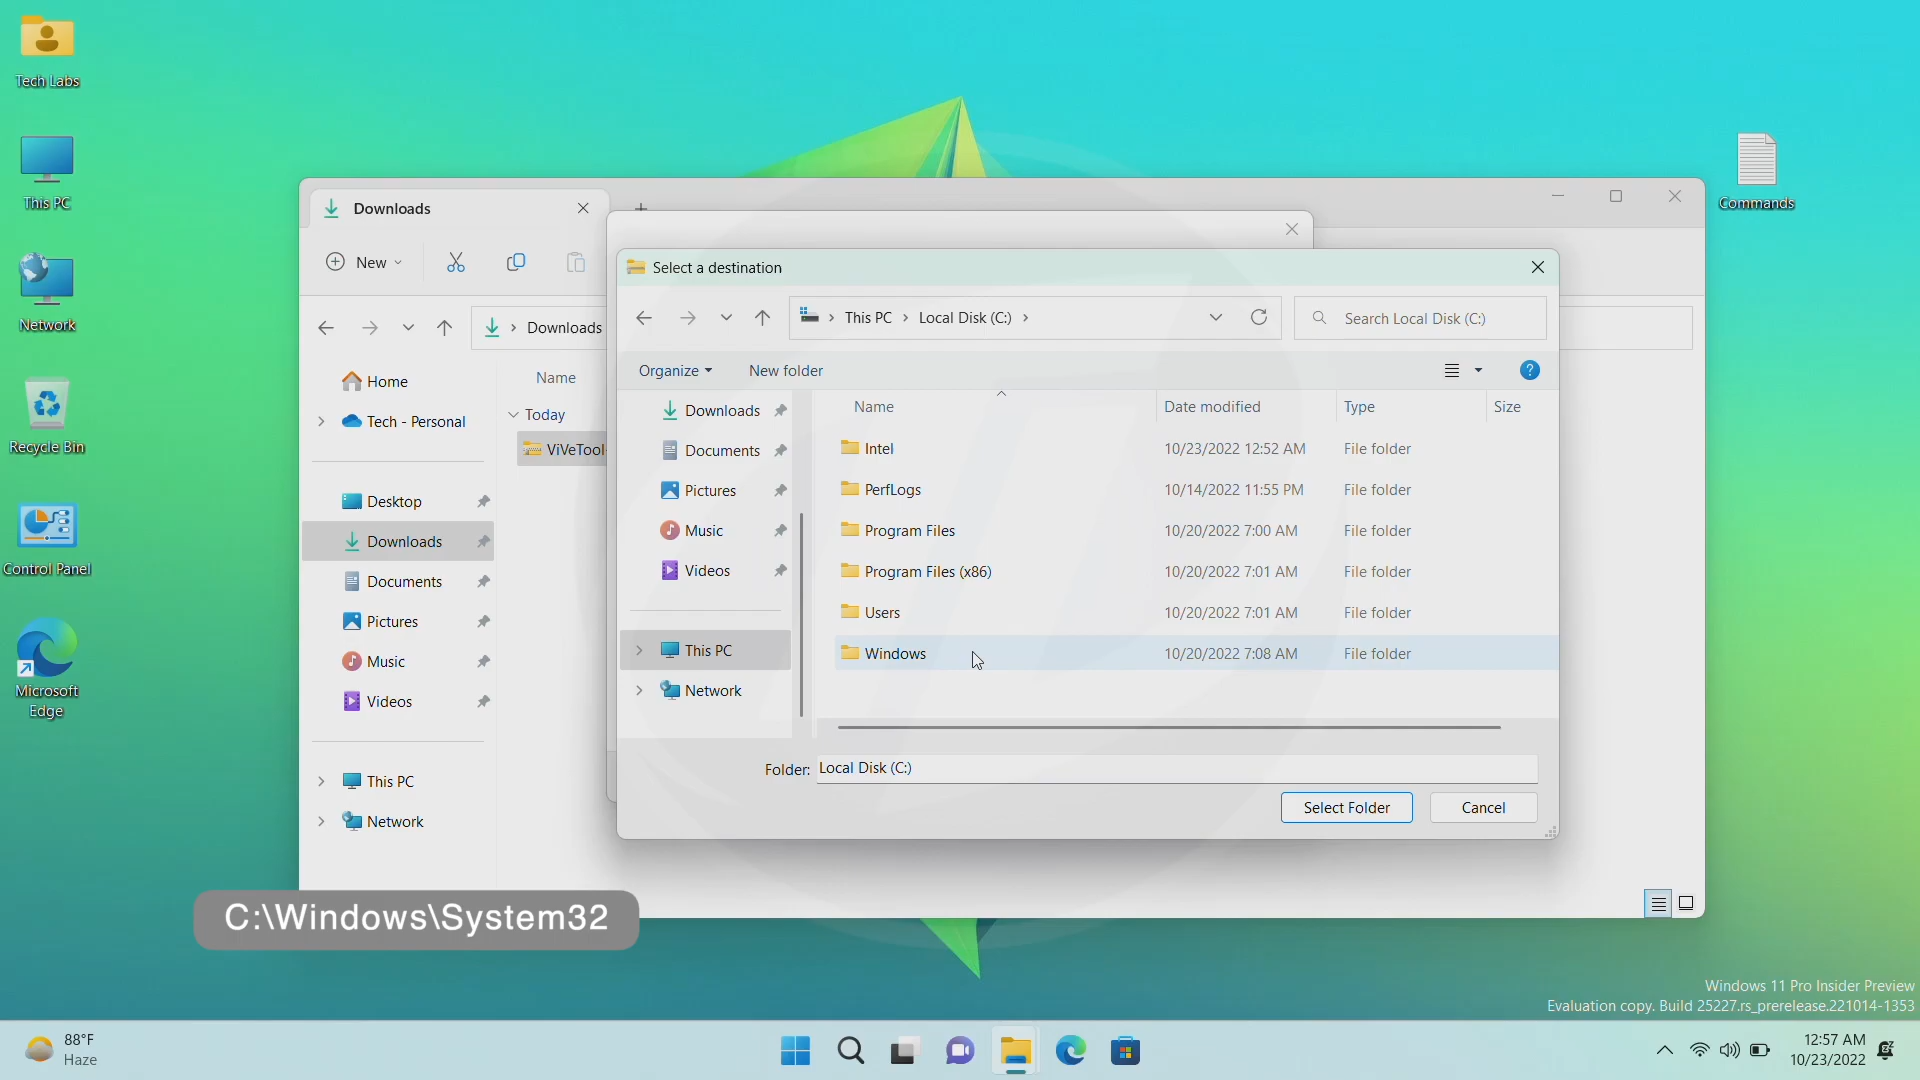 Tech Labs
This PC
Network
Recycle Bin
Control Panel
Microsoft
Edge
Commands
Downloads
New
Downloads
Home
Tech - Personal
Desktop
Downloads
Documents
Pictures
Music
Videos
This PC
Network
Name
Today
ViVeTool
Select a destination
This PC
Local Disk (C:)
Search Local Disk (C:)
Organize
New folder
?
Downloads
Documents
Pictures
Music
Videos
This PC
Network
Name Date modified Type Size
Intel 10/23/2022 12:52 AM File folder
PerfLogs 10/14/2022 11:55 PM File folder
Program Files 10/20/2022 7:00 AM File folder
Program Files (x86) 10/20/2022 7:01 AM File folder
Users 10/20/2022 7:01 AM File folder
Windows 10/20/2022 7:08 AM File folder
Folder: Local Disk (C:)
Select Folder
Cancel
C:\Windows\System32
Windows 11 Pro Insider Preview
Evaluation copy. Build 25227.rs_prerelease.221014-1353
88°F
Haze
12:57 AM
10/23/2022